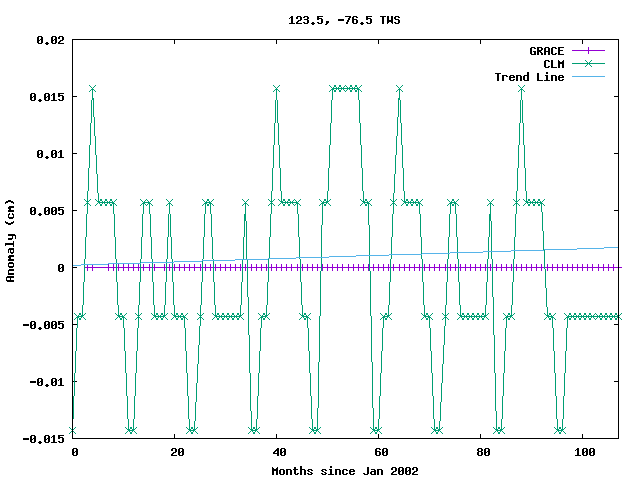 123.5, -76.5 TWS
GRACE
CLM
Trend Line
0.02
0.015
0.01
0.005
0
-0.005
-0.01
-0.015
Anomaly (cm)
0 20 40 60 80 100
Months since Jan 2002